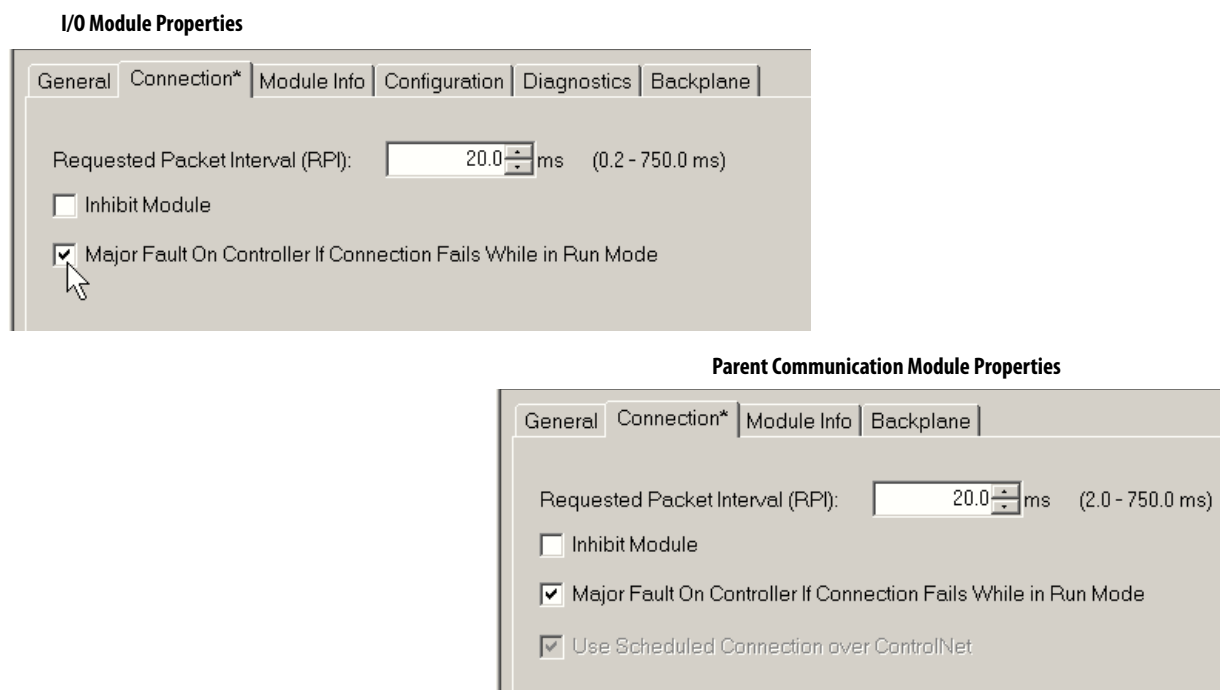 I/O Module Properties
General Connection* Module Info Configuration Diagnostics Backplane
Requested Packet Interval (RPI): 20.0 ms (0.2 - 750.0 ms)
Inhibit Module
Major Fault On Controller If Connection Fails While in Run Mode
Parent Communication Module Properties
General Connection* Module Info Backplane
Requested Packet Interval (RPI): 20.0 ms (2.0 - 750.0 ms)
Inhibit Module
Major Fault On Controller If Connection Fails While in Run Mode
Use Scheduled Connection over ControlNet